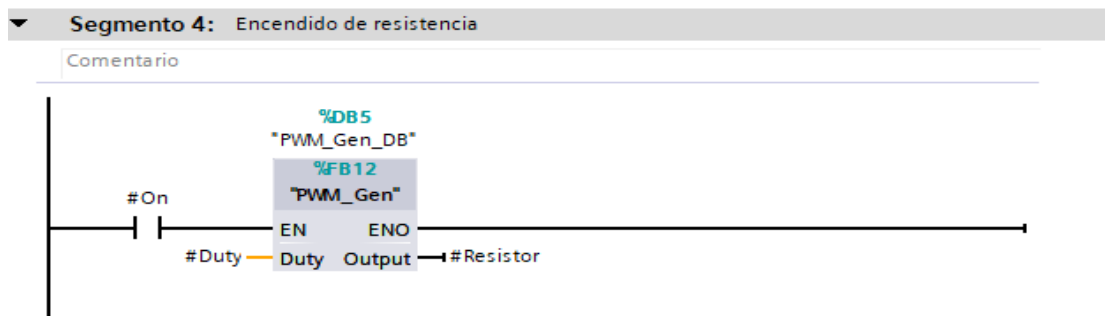 Segmento 4: Encendido de resistencia
Comentario
%DB5
"PWM_Gen_DB"
%FB12
"PWM_Gen"
#On
EN ENO
#Duty Duty Output #Resistor